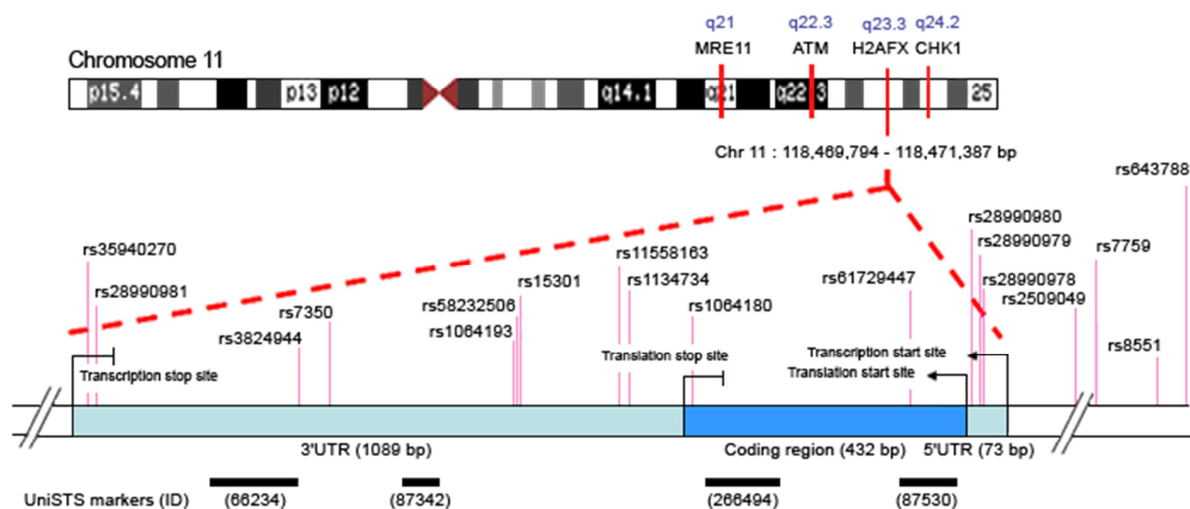 q21 q22.3 q23.3 q24.2
MRE11 ATM H2AFX CHK1
Chromosome 11
p15.4 p13 p12 q14.1 q21 q22.3 25
Chr 11 : 118,469,794 - 118,471,387 bp
rs643788
rs28990980
rs35940270 rs11558163 rs28990979 rs7759
rs28990981 rs15301 rs1134734 rs61729447 rs28990978
rs7350 rs58232506 rs1064180 rs2509049
rs3824944 rs1064193 rs8551
Transcription stop site Translation stop site Transcription start site
Translation start site
3'UTR (1089 bp) Coding region (432 bp) 5'UTR (73 bp)
UniSTS markers (ID) (66234) (87342) (266494) (87530)